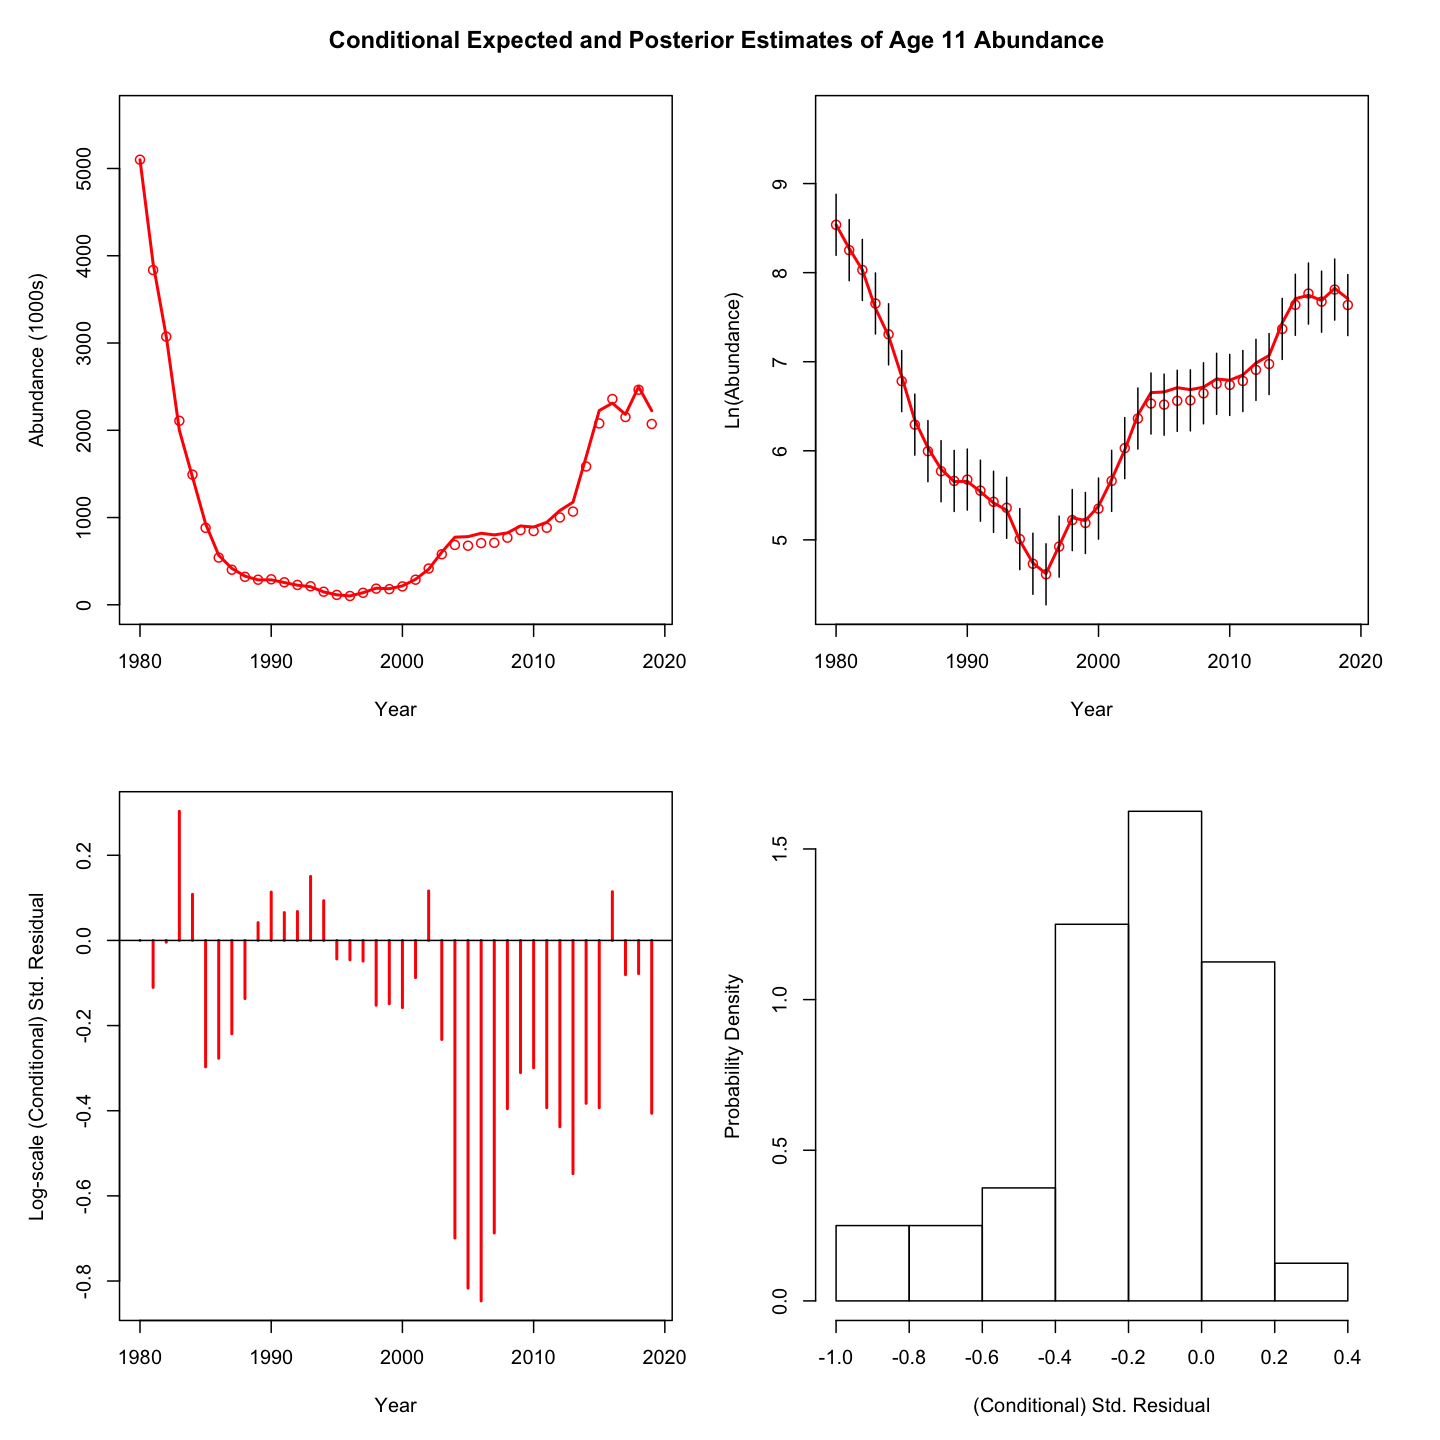 Conditional Expected and Posterior Estimates of Age 11 Abundance
Abundance (1000s)
5000
4000
3000
2000
1000
0
1980 1990 2000 2010 2020
Year
Ln(Abundance)
9
8
7
6
5
1980 1990 2000 2010 2020
Year
Log-scale (Conditional) Std. Residual
0.2
0.0
-0.2
-0.4
-0.6
-0.8
1980 1990 2000 2010 2020
Year
Probability Density
1.5
1.0
0.5
0.0
-1.0 -0.8 -0.6 -0.4 -0.2 0.0 0.2 0.4
(Conditional) Std. Residual